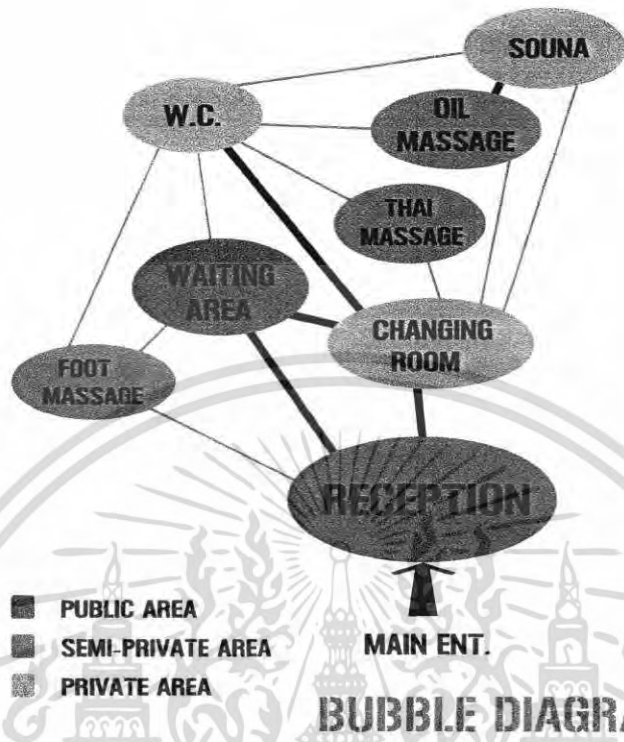 SOUNA
W.C.
OIL
MASSAGE
THAI
MASSAGE
WAITING
AREA
CHANGING
ROOM
FOOT
MASSAGE
RECEPTION
PUBLIC AREA
SEMI-PRIVATE AREA
PRIVATE AREA
MAIN ENT.
BUBBLE DIAGRA